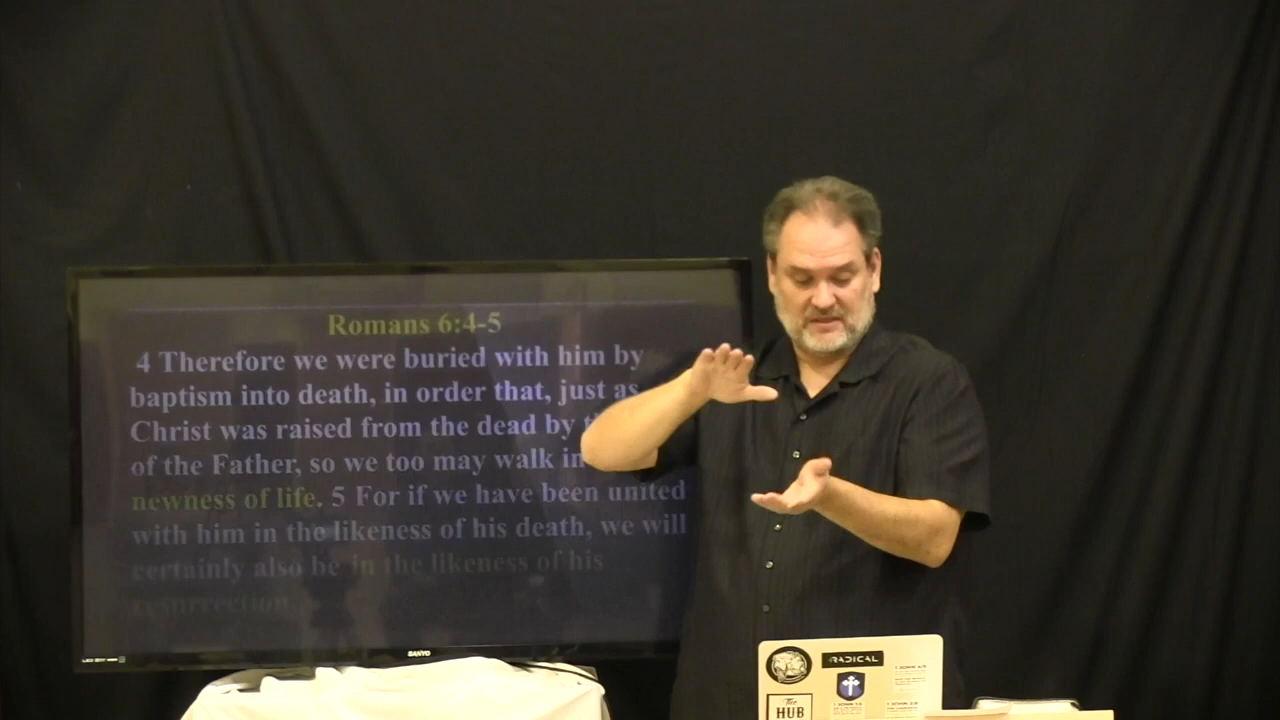 Romans 6:4-5
4 Therefore we were buried with him by
baptism into death, in order that, just as
Christ was raised from the dead by
of the Father, so we too may walk in
newness of life. 5 For if we have been united
with him in the likeness of his death, we will
certainly also be in the likeness of his
resurrection.
SANYO
RADICAL
The
HUB